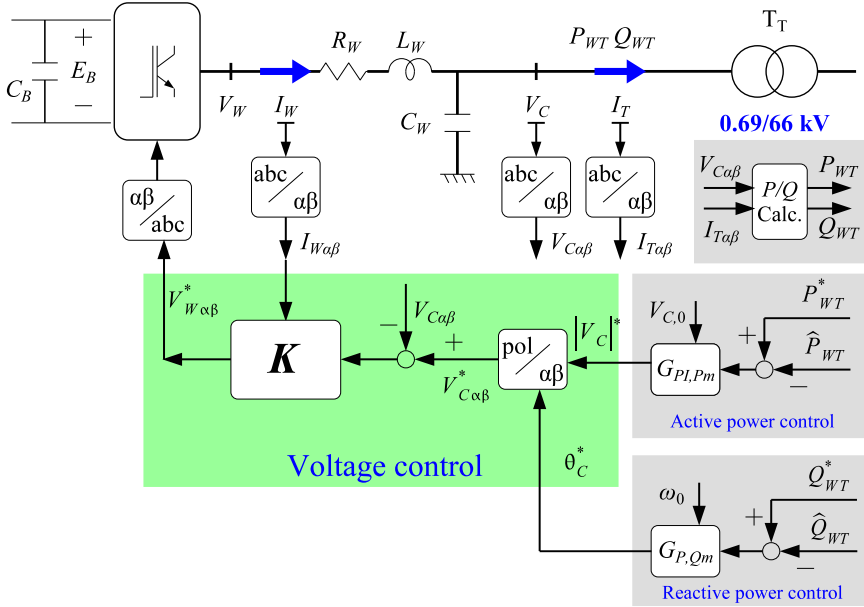 T_T
R_W
L_W
P_WT Q_WT
+
E_B
−
C_B
V_W
I_W
C_W
V_C
I_T
0.69/66 kV
abc
αβ
abc
αβ
abc
αβ
αβ
abc
V_Cαβ
I_Tαβ
P/Q
Calc.
P_WT
Q_WT
I_Wαβ
V_Cαβ
I_Tαβ
V*_Wαβ
K
−
V_Cαβ
+
V*_Cαβ
pol
αβ
|V_C|*
θ*_C
Voltage control
V_C,0
G_PI,Pm
+
−
P*_WT
P̂_WT
Active power control
ω_0
G_P,Qm
+
−
Q*_WT
Q̂_WT
Reactive power control